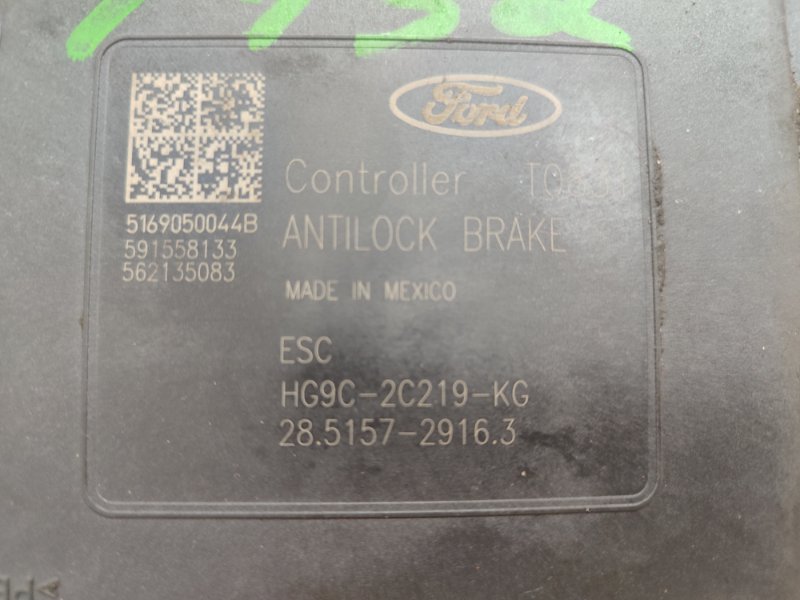 Ford
Controller
5169050044B
ANTILOCK BRAKE
591558133
562135083
MADE IN MEXICO
ESC
HG9C-2C219-KG
28.5157-2916.3